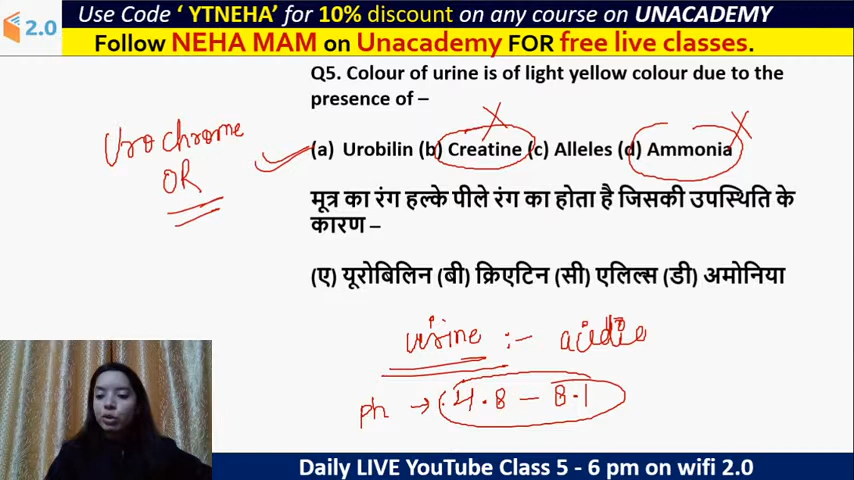 Use Code ‘ YTNEHA’ for 10% discount on any course on UNACADEMY
2.0
Follow NEHA MAM on Unacademy FOR free live classes.
Q5. Colour of urine is of light yellow colour due to the
presence of –
Urochrome
OR
(a) Urobilin (b) Creatine (c) Alleles (d) Ammonia
मूत्र का रंग हल्के पीले रंग का होता है जिसकी उपस्थिति के
कारण –
(ए) यूरोबिलिन (बी) क्रिएटिन (सी) एलिल्स (डी) अमोनिया
urine :- acidic
ph → 4.8 – 8.1
Daily LIVE YouTube Class 5 - 6 pm on wifi 2.0